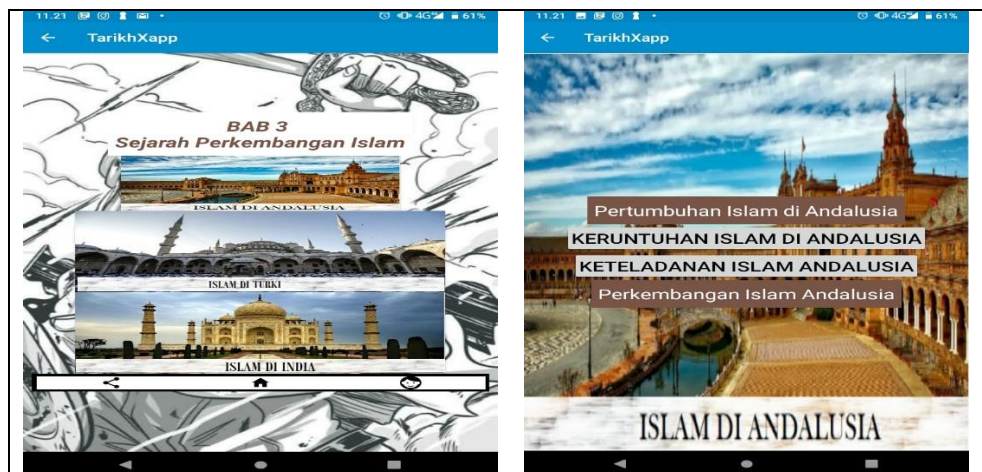 11.21
4G 61%
TarikhXapp
BAB 3
Sejarah Perkembangan Islam
ISLAM DI ANDALUSIA
ISLAM DI TURKI
ISLAM DI INDIA
11.21
4G 61%
TarikhXapp
Pertumbuhan Islam di Andalusia
KERUNTUHAN ISLAM DI ANDALUSIA
KETELADANAN ISLAM ANDALUSIA
Perkembangan Islam Andalusia
ISLAM DI ANDALUSIA